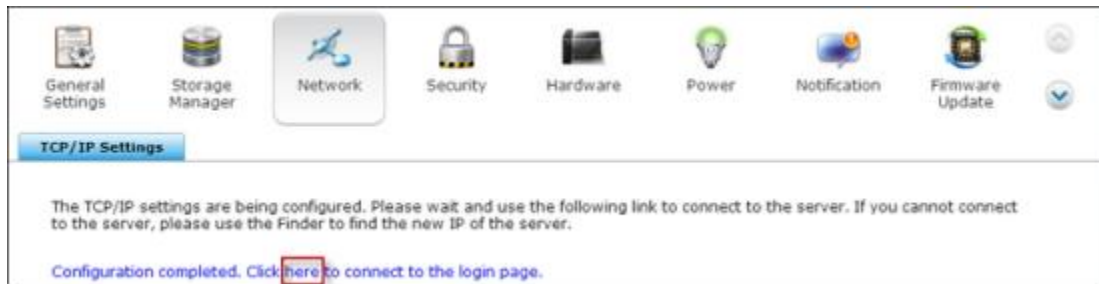 General Settings
Storage Manager
Network
Security
Hardware
Power
Notification
Firmware Update
TCP/IP Settings
The TCP/IP settings are being configured. Please wait and use the following link to connect to the server. If you cannot connect
to the server, please use the Finder to find the new IP of the server.
Configuration completed. Click here to connect to the login page.